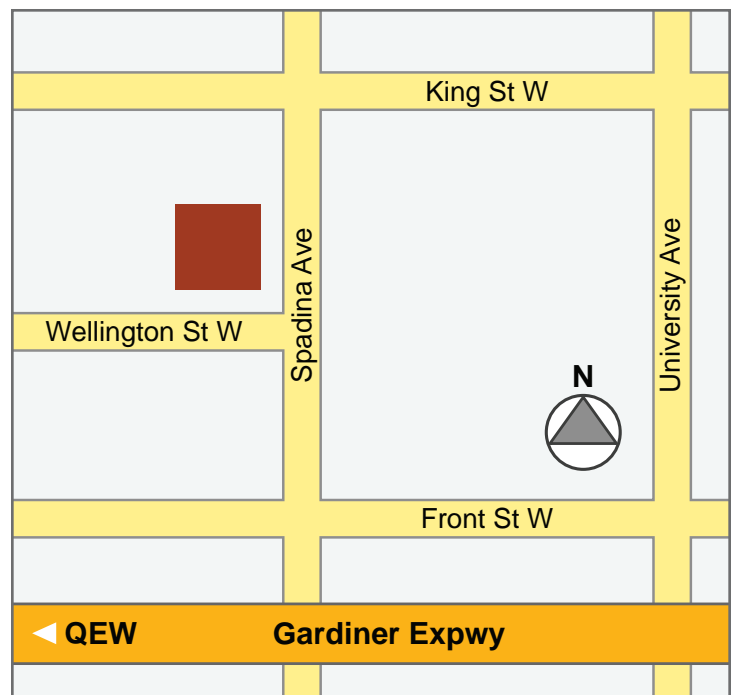 King St W
Spadina Ave
University Ave
Wellington St W
N
Front St W
QEW
Gardiner Expwy